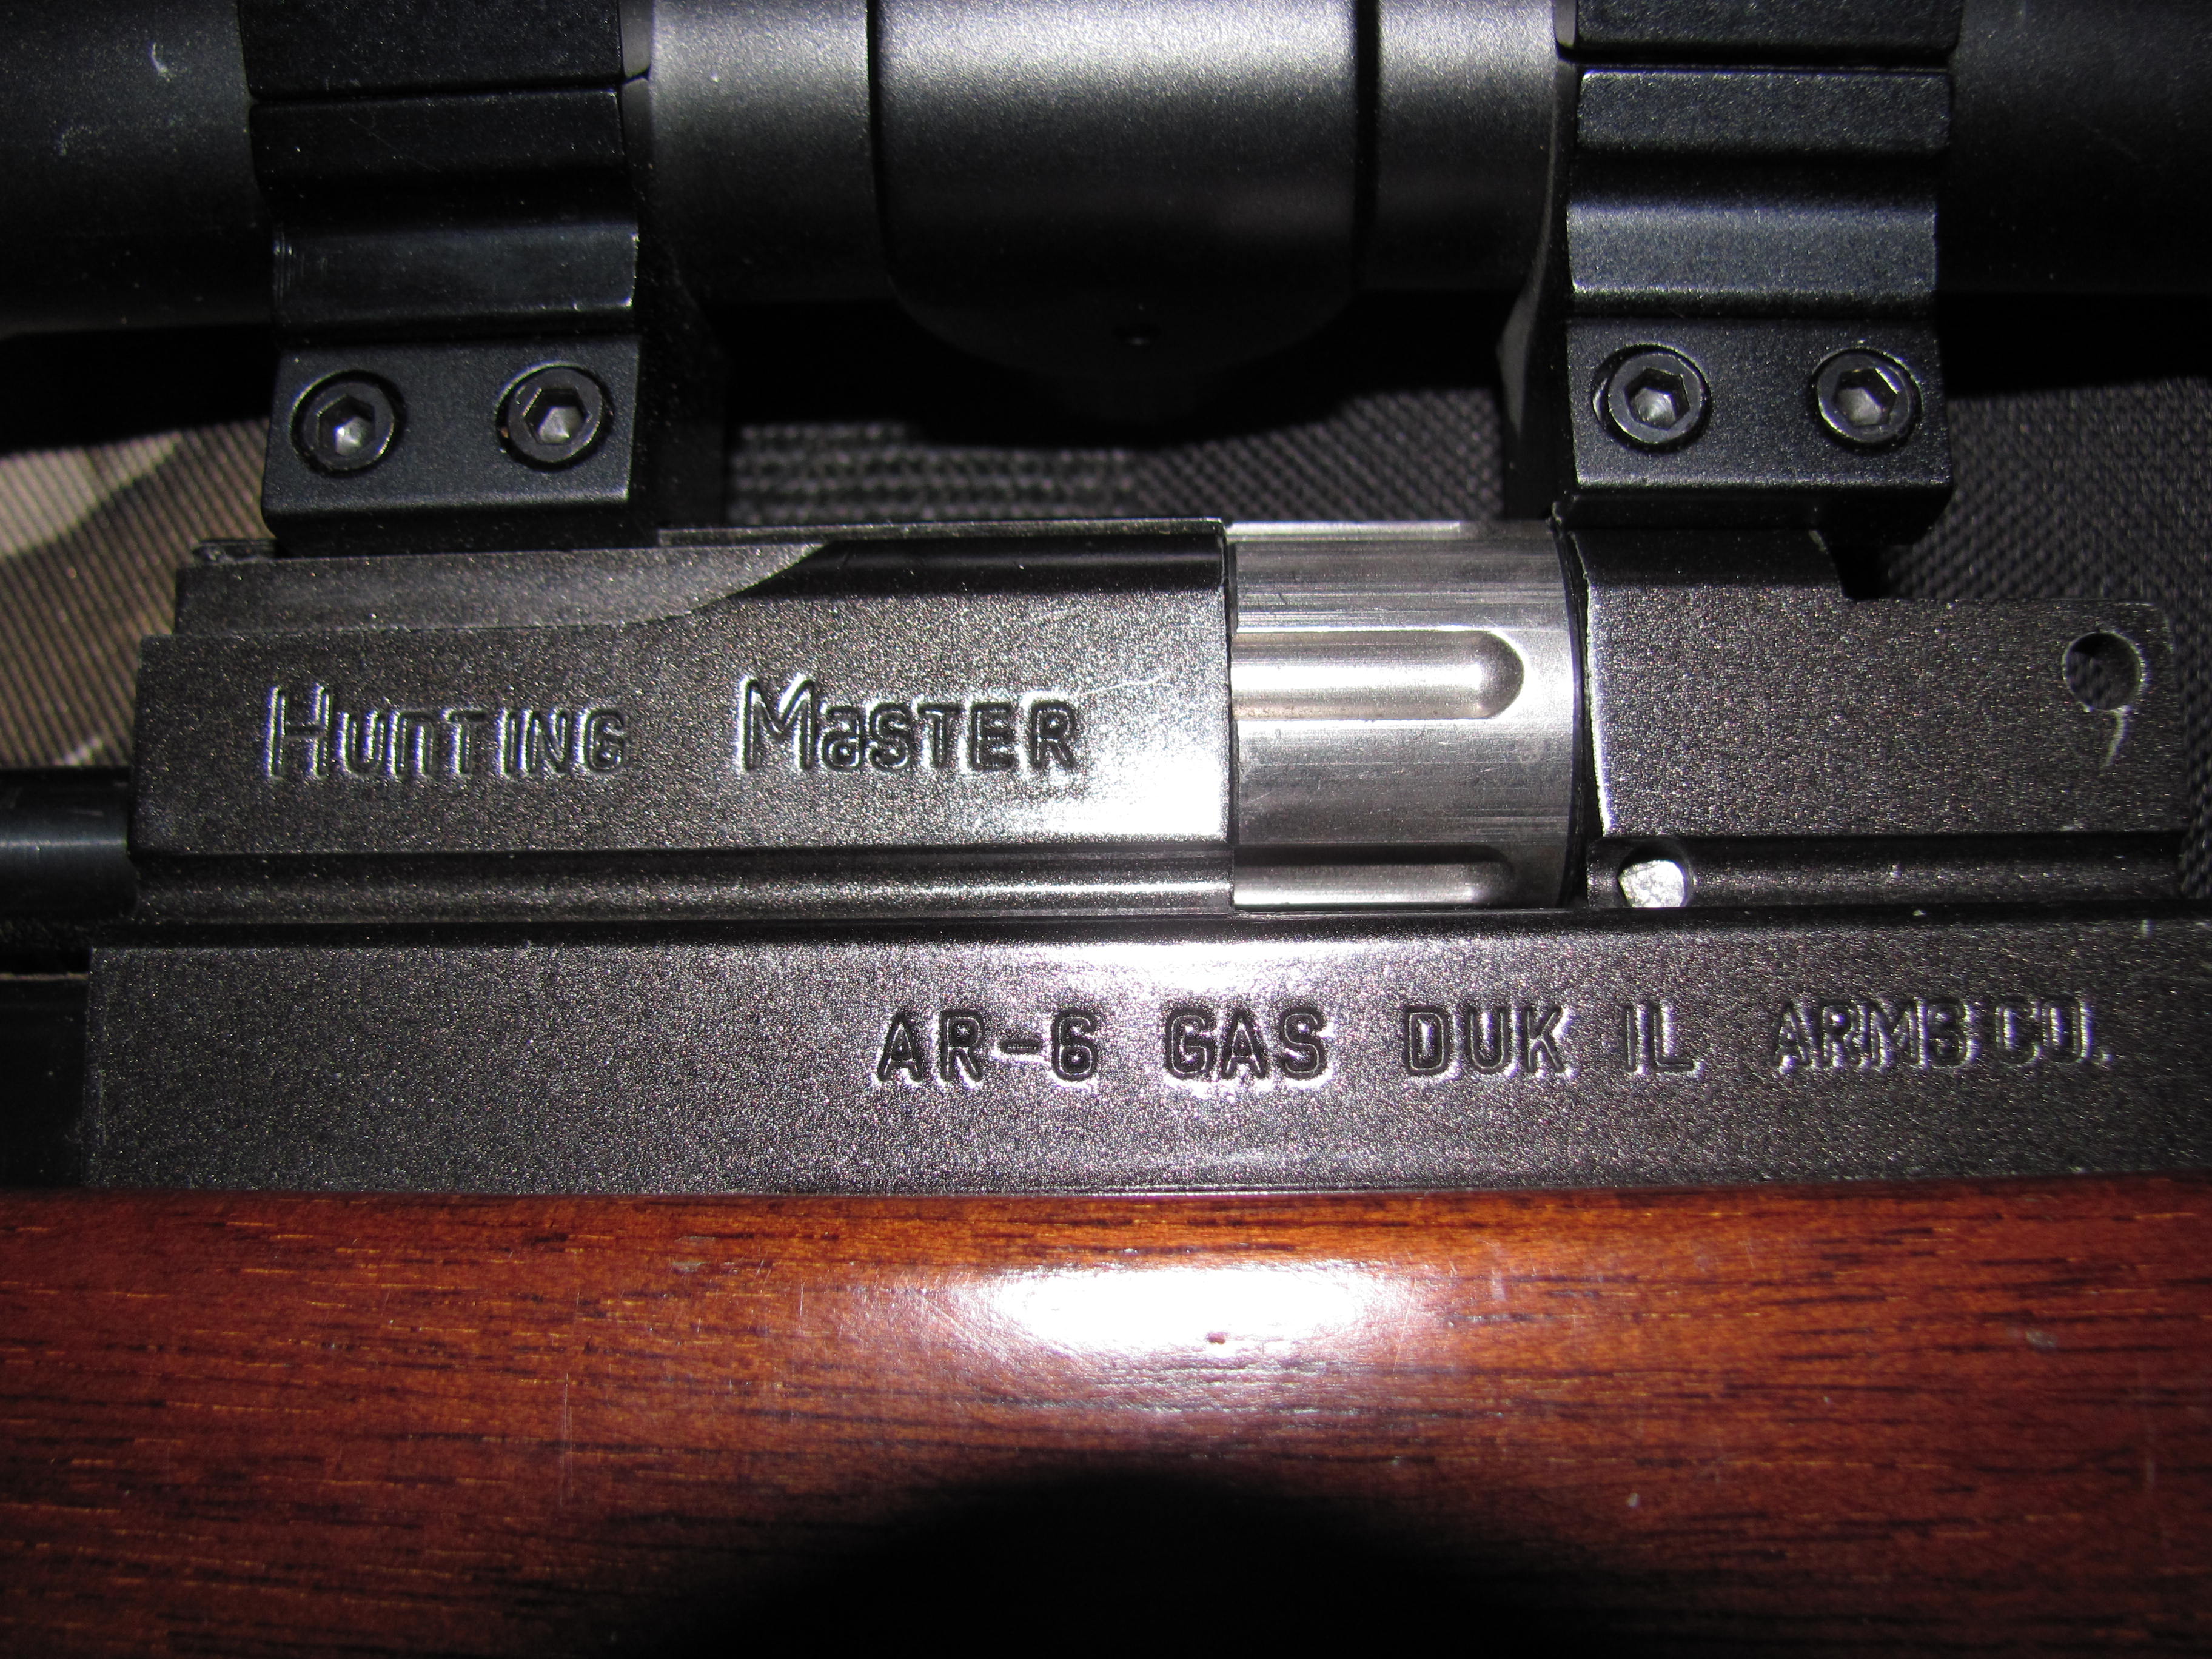 HunTING MaSTER
AR-6 GAS DUK IL ARMS CO.